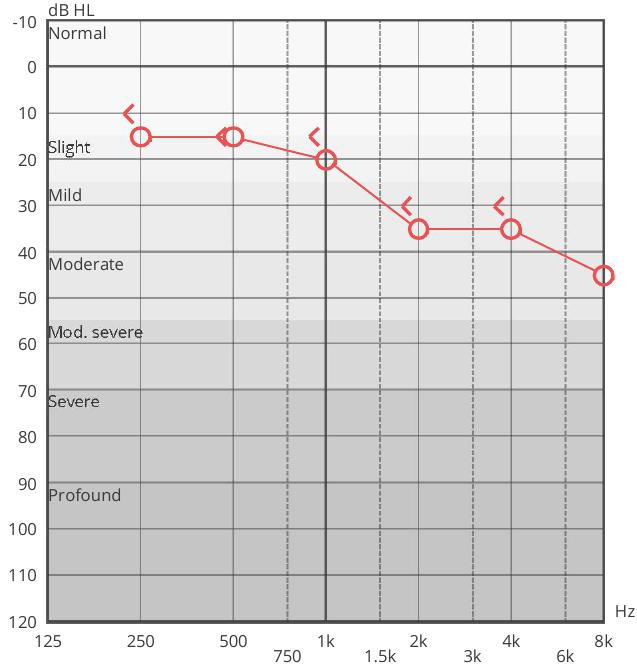 dB HL
-10
Normal
0
10
Slight
20
Mild
30
40
Moderate
50
Mod. severe
60
70
Severe
80
90
Profound
100
110
120
Hz
125 250 500 1k 2k 4k 8k
750 1.5k 3k 6k